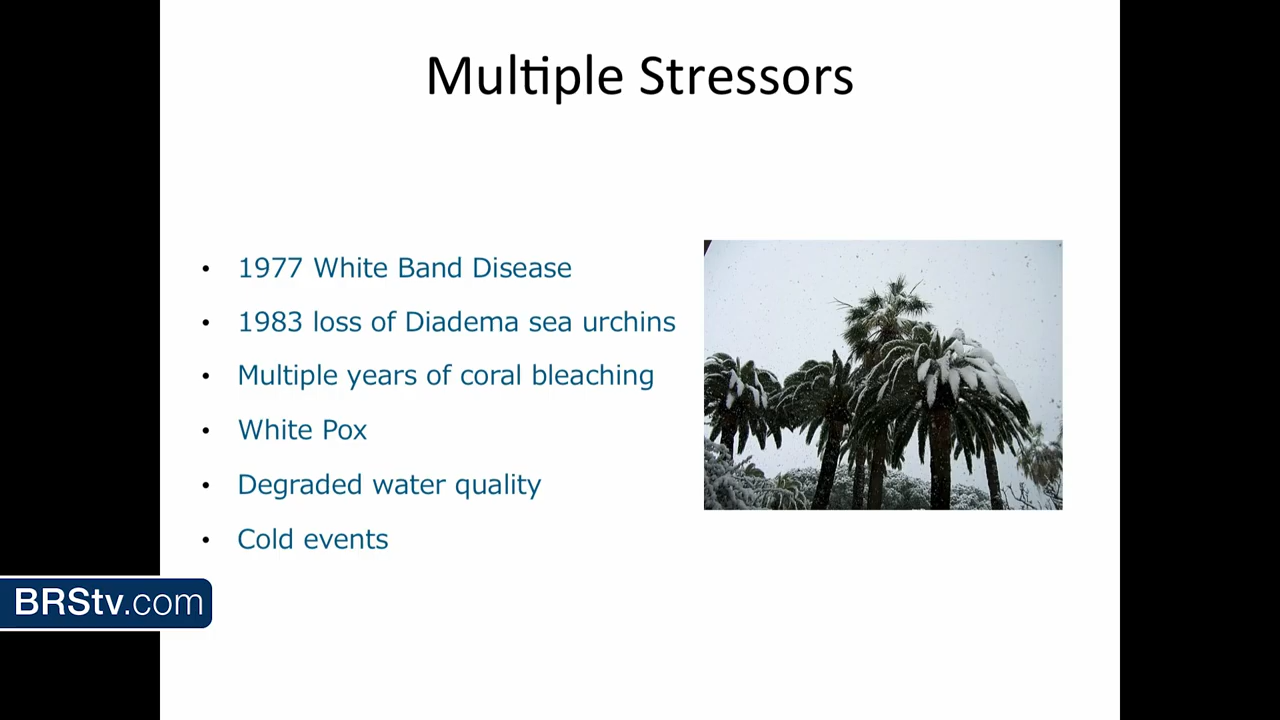 Multiple Stressors
• 1977 White Band Disease
• 1983 loss of Diadema sea urchins
• Multiple years of coral bleaching
• White Pox
• Degraded water quality
• Cold events
BRStv.com